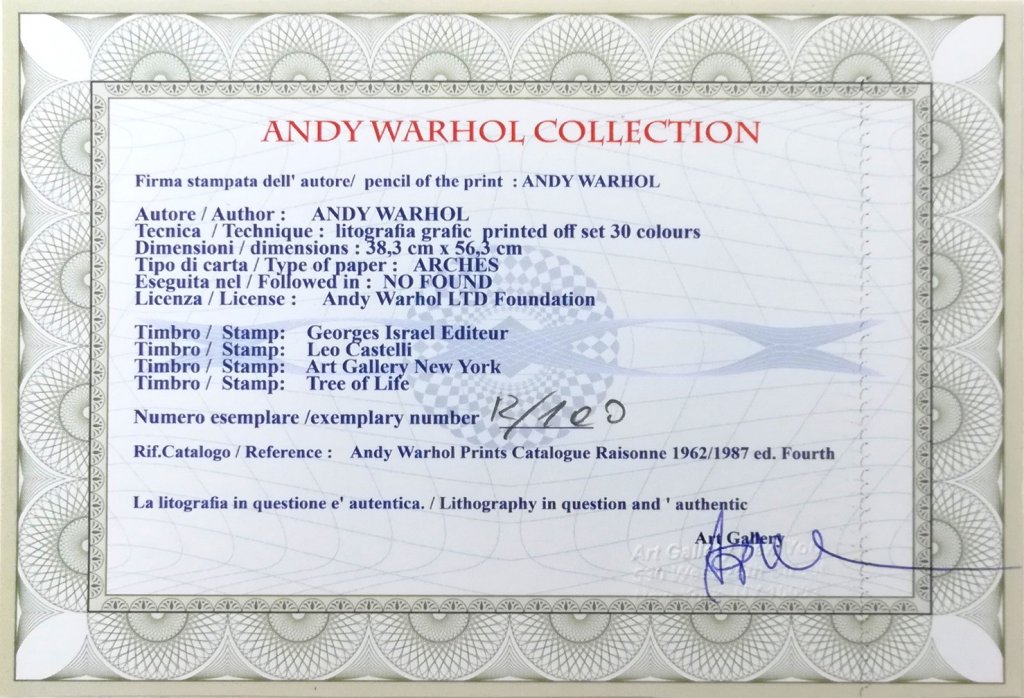 ANDY WARHOL COLLECTION
Firma stampata dell' autore/ pencil of the print : ANDY WARHOL
Autore / Author : ANDY WARHOL
Tecnica / Technique : litografia grafic printed off set 30 colours
Dimensioni / dimensions : 38,3 cm x 56,3 cm
Tipo di carta / Type of paper : ARCHES
Eseguita nel / Followed in : NO FOUND
Licenza / License : Andy Warhol LTD Foundation
Timbro / Stamp: Georges Israel Editeur
Timbro / Stamp: Leo Castelli
Timbro / Stamp: Art Gallery New York
Timbro / Stamp: Tree of Life
Numero esemplare /exemplary number 12/100
Rif.Catalogo / Reference : Andy Warhol Prints Catalogue Raisonne 1962/1987 ed. Fourth
La litografia in questione e' autentica. / Lithography in question and ' authentic
Art Gallery